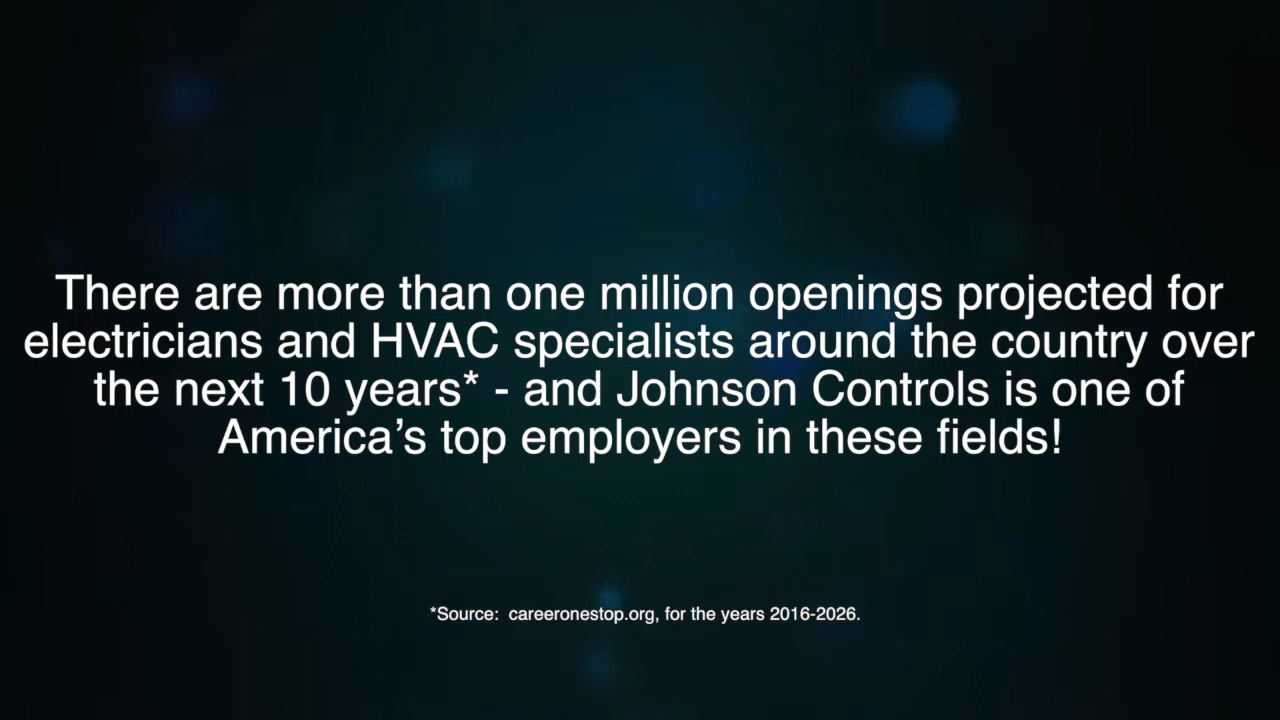 There are more than one million openings projected for
electricians and HVAC specialists around the country over
the next 10 years* - and Johnson Controls is one of
America’s top employers in these fields!
*Source:  careeronestop.org, for the years 2016-2026.